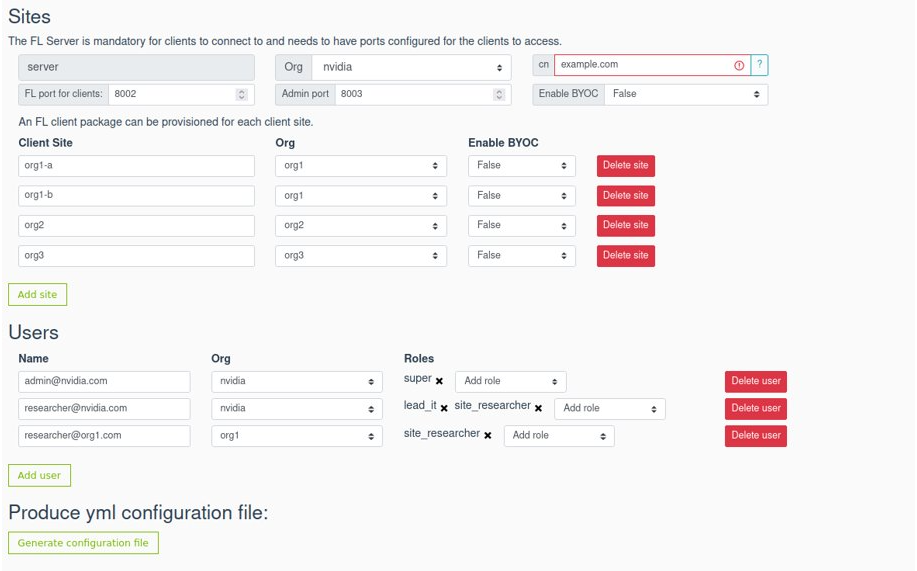 Sites
The FL Server is mandatory for clients to connect to and needs to have ports configured for the clients to access.
server Org nvidia cn example.com ?
FL port for clients: 8002 Admin port 8003 Enable BYOC False
An FL client package can be provisioned for each client site.
Client Site Org Enable BYOC
org1-a org1 False Delete site
org1-b org1 False Delete site
org2 org2 False Delete site
org3 org3 False Delete site
Add site
Users
Name Org Roles
admin@nvidia.com nvidia super Add role Delete user
researcher@nvidia.com nvidia lead_it site_researcher Add role Delete user
researcher@org1.com org1 site_researcher Add role Delete user
Add user
Produce yml configuration file:
Generate configuration file